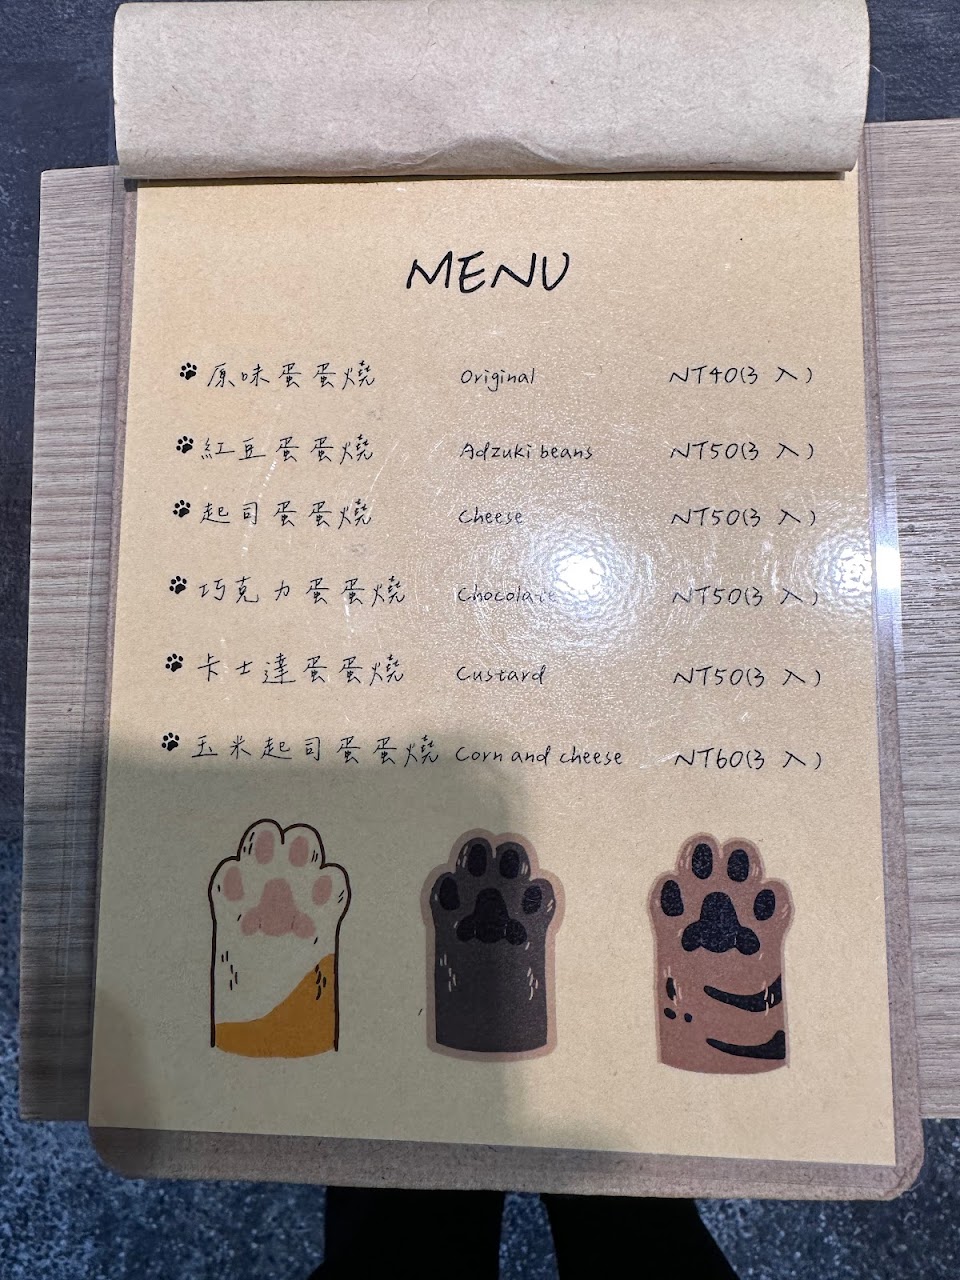 MENU
原味蛋蛋燒 Original NT40(3 入)
紅豆蛋蛋燒 Adzuki beans NT50(3 入)
起司蛋蛋燒 Cheese NT50(3 入)
巧克力蛋蛋燒 Chocolate NT50(3 入)
卡士達蛋蛋燒 Custard NT50(3 入)
玉米起司蛋蛋燒 Corn and cheese NT60(3 入)